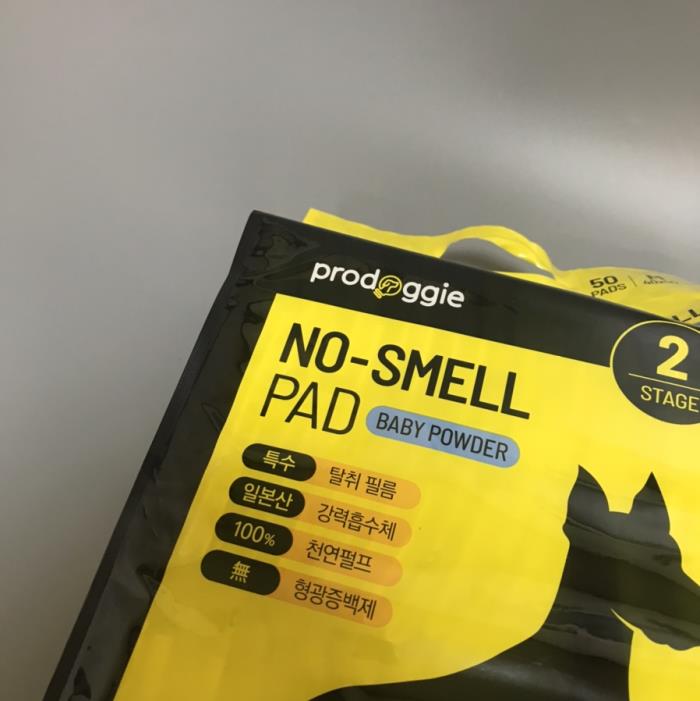 prodoggie
50
PADS
NO-SMELL
PAD BABY POWDER
2
STAGE
특수 탈취 필름
일본산 강력흡수체
100% 천연펄프
無 형광증백제